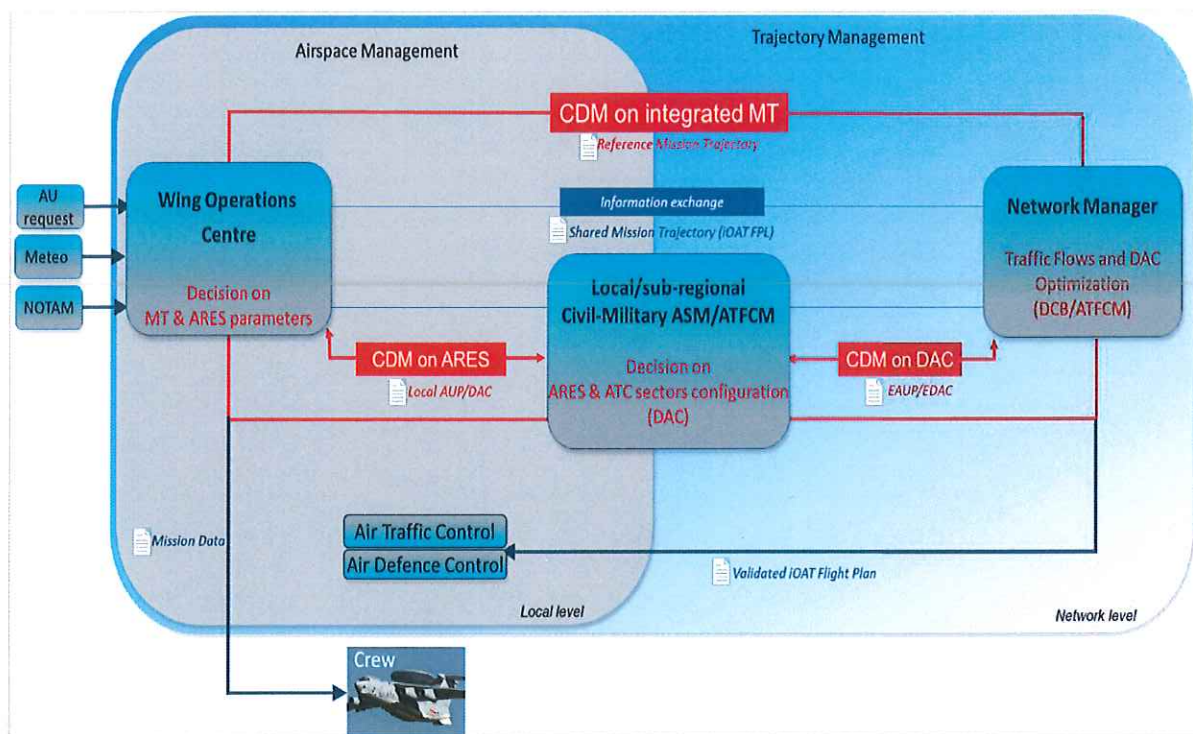 Airspace Management
Trajectory Management
CDM on integrated MT
Reference Mission Trajectory
AU
request
Meteo
NOTAM
Wing Operations
Centre
Decision on
MT & ARES parameters
Information exchange
Shared Mission Trajectory (iOAT FPL)
Network Manager
Traffic Flows and DAC
Optimization
(DCB/ATFCM)
Local/sub-regional
Civil-Military ASM/ATFCM
Decision on
ARES & ATC sectors configuration
(DAC)
CDM on ARES
Local AUP/DAC
CDM on DAC
EAUP/EDAC
Air Traffic Control
Air Defence Control
Mission Data
Validated iOAT Flight Plan
Local level
Network level
Crew